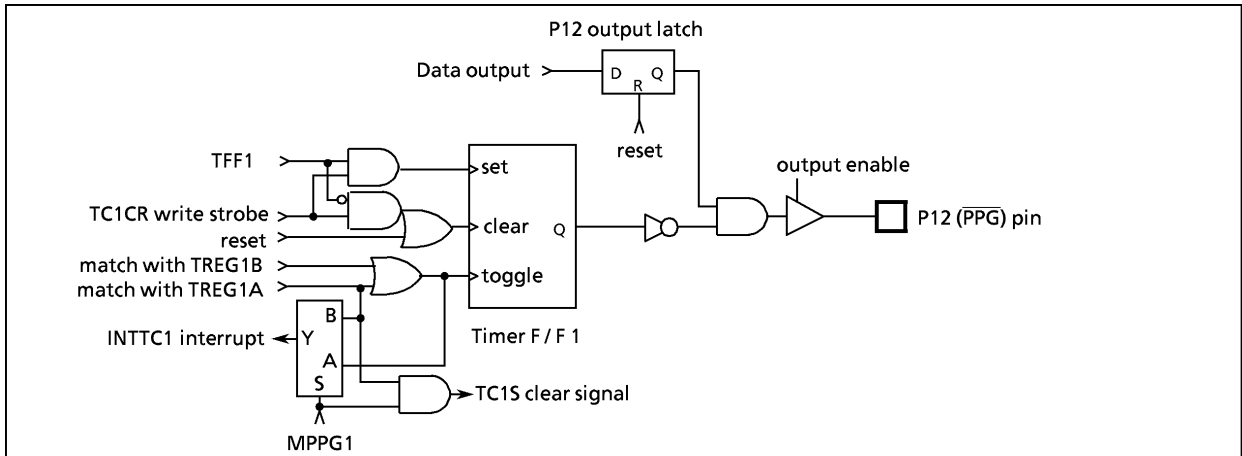 P12 output latch
Data output
D Q
R
reset
TFF1
set
output enable
TC1CR write strobe
clear
Q
P12 (P̅P̅G̅) pin
reset
match with TREG1B
toggle
match with TREG1A
B
INTTC1 interrupt
Y
Timer F / F 1
A
S
TC1S clear signal
MPPG1